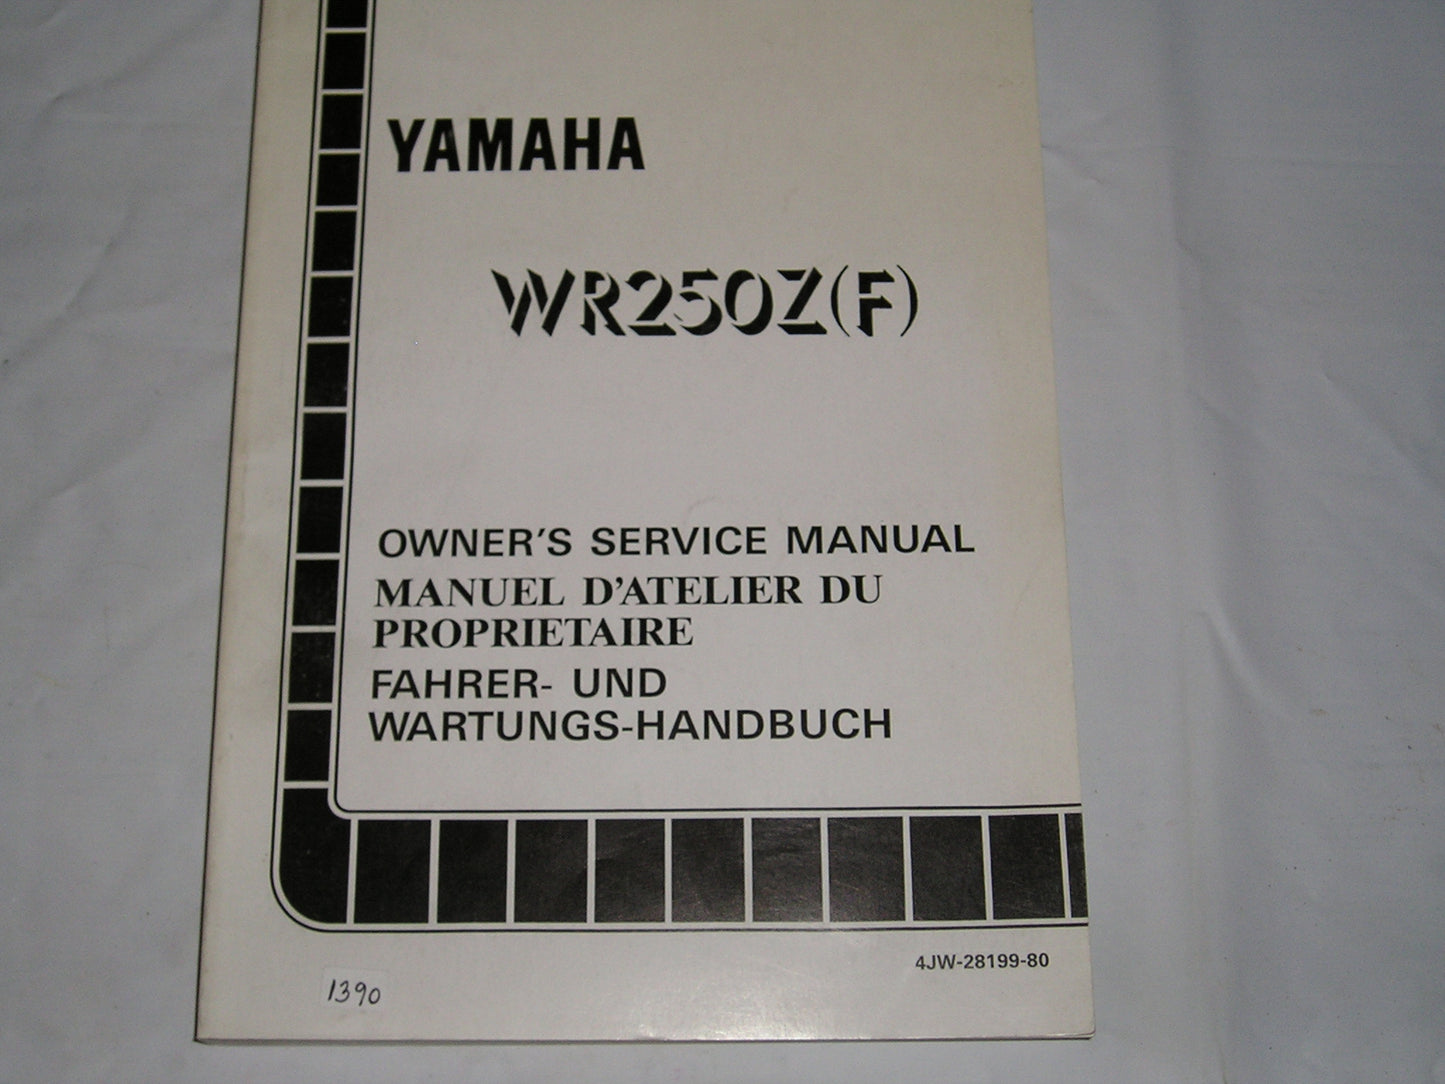 YAMAHA
WR250Z(F)
OWNER'S SERVICE MANUAL
MANUEL D'ATELIER DU
PROPRIETAIRE
FAHRER- UND
WARTUNGS-HANDBUCH
4JW-28199-80
1390